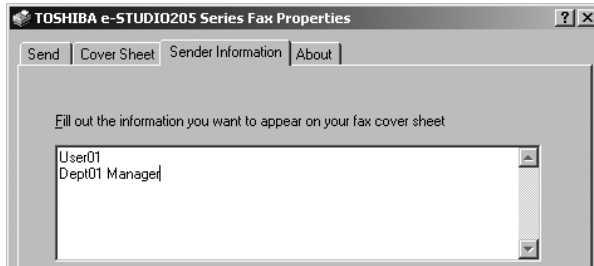 TOSHIBA e-STUDIO205 Series Fax Properties
Send Cover Sheet Sender Information About
Fill out the information you want to appear on your fax cover sheet
User01
Dept01 Manager